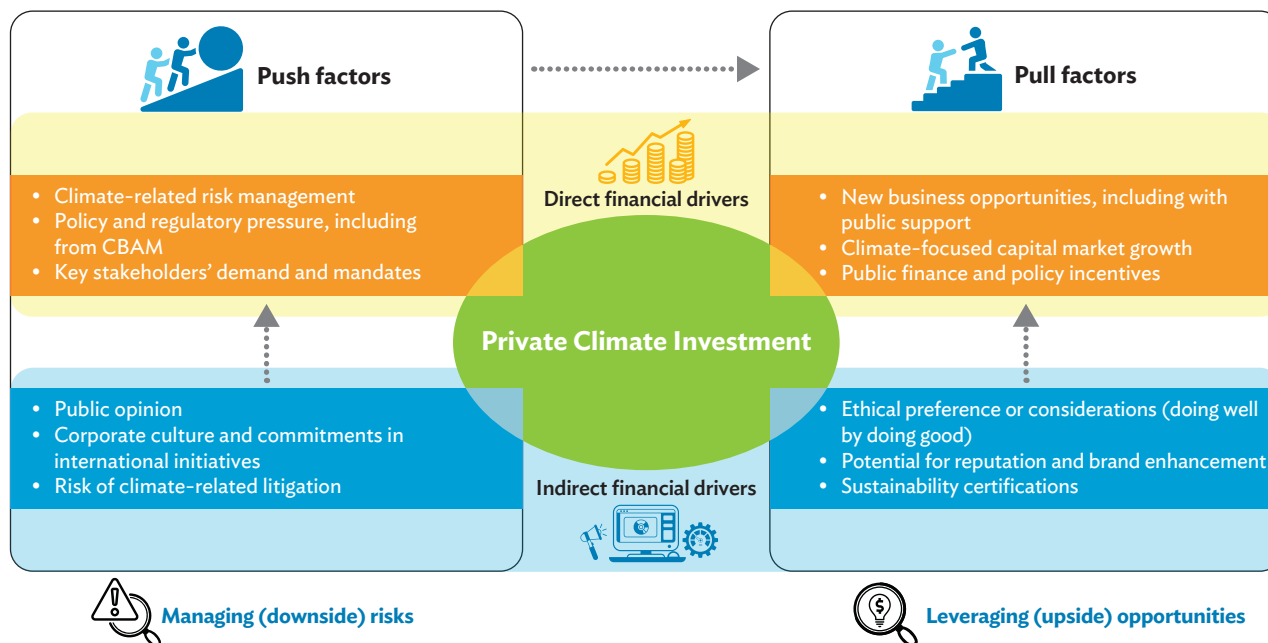 Push factors
Pull factors
Direct financial drivers
• Climate-related risk management
• Policy and regulatory pressure, including
from CBAM
• Key stakeholders’ demand and mandates
• New business opportunities, including with
public support
• Climate-focused capital market growth
• Public finance and policy incentives
Private Climate Investment
• Public opinion
• Corporate culture and commitments in
international initiatives
• Risk of climate-related litigation
• Ethical preference or considerations (doing well
by doing good)
• Potential for reputation and brand enhancement
• Sustainability certifications
Indirect financial drivers
Managing (downside) risks
Leveraging (upside) opportunities